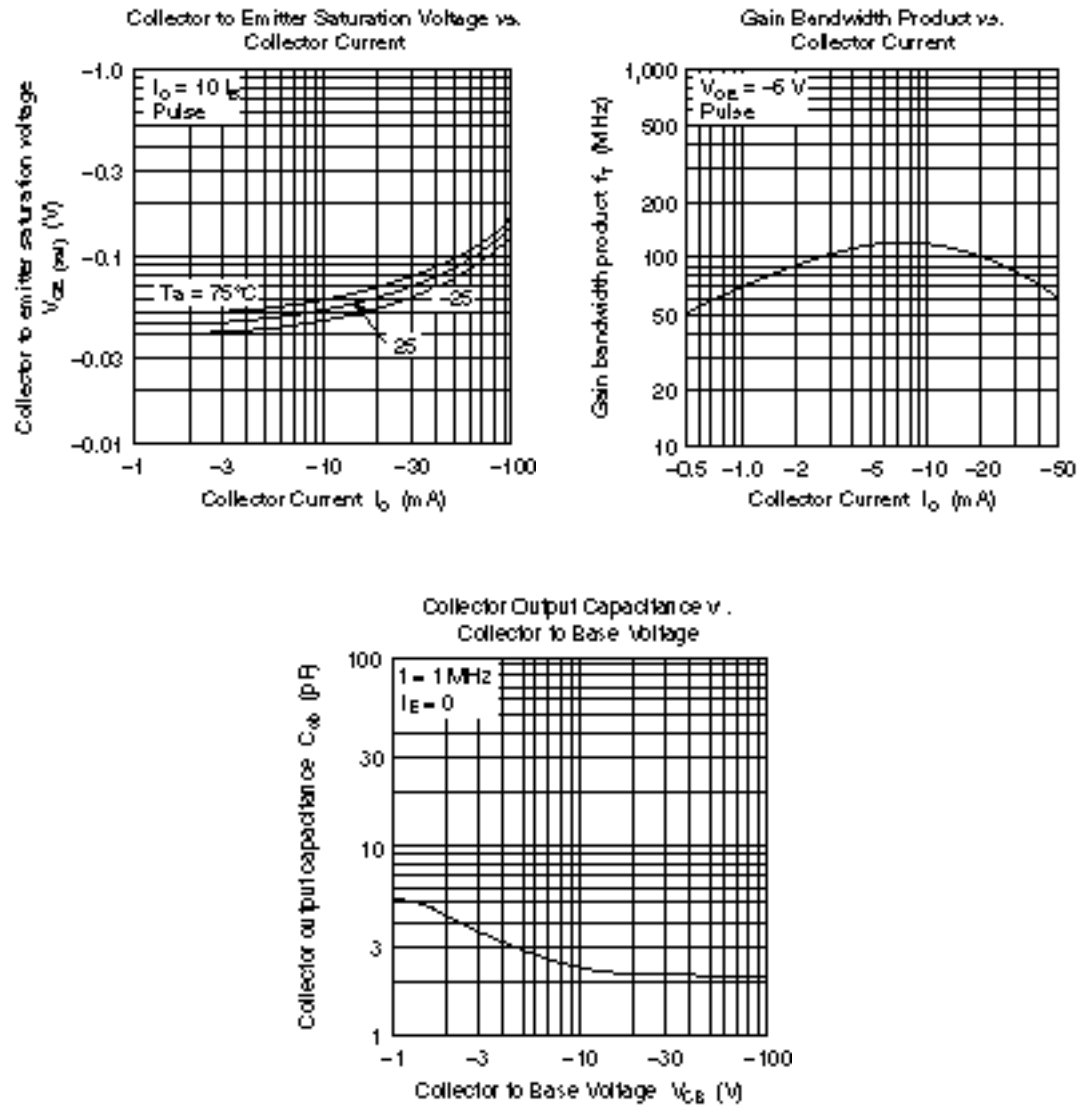 Collector to Emitter Saturation Voltage vs.
Collector Current
Collector to emitter saturation voltage
V CE (sat) (V)
−1.0
−0.3
−0.1
−0.03
−0.01
I C = 10 I B
Pulse
Ta = 75°C
−25
25
−1
−3
−10
−30
−100
Collector Current I C (mA)
Gain Bandwidth Product vs.
Collector Current
Gain bandwidth product f T (MHz)
1,000
500
200
100
50
20
10
V CE = −6 V
Pulse
−0.5
−1.0
−2
−5
−10
−20
−50
Collector Current I C (mA)
Collector Output Capacitance v .
Collector to Base Voltage
Collector output capacitance C ob (pF)
100
30
10
3
1
f = 1 MHz
I E = 0
−1
−3
−10
−30
−100
Collector to Base Voltage V CB (V)